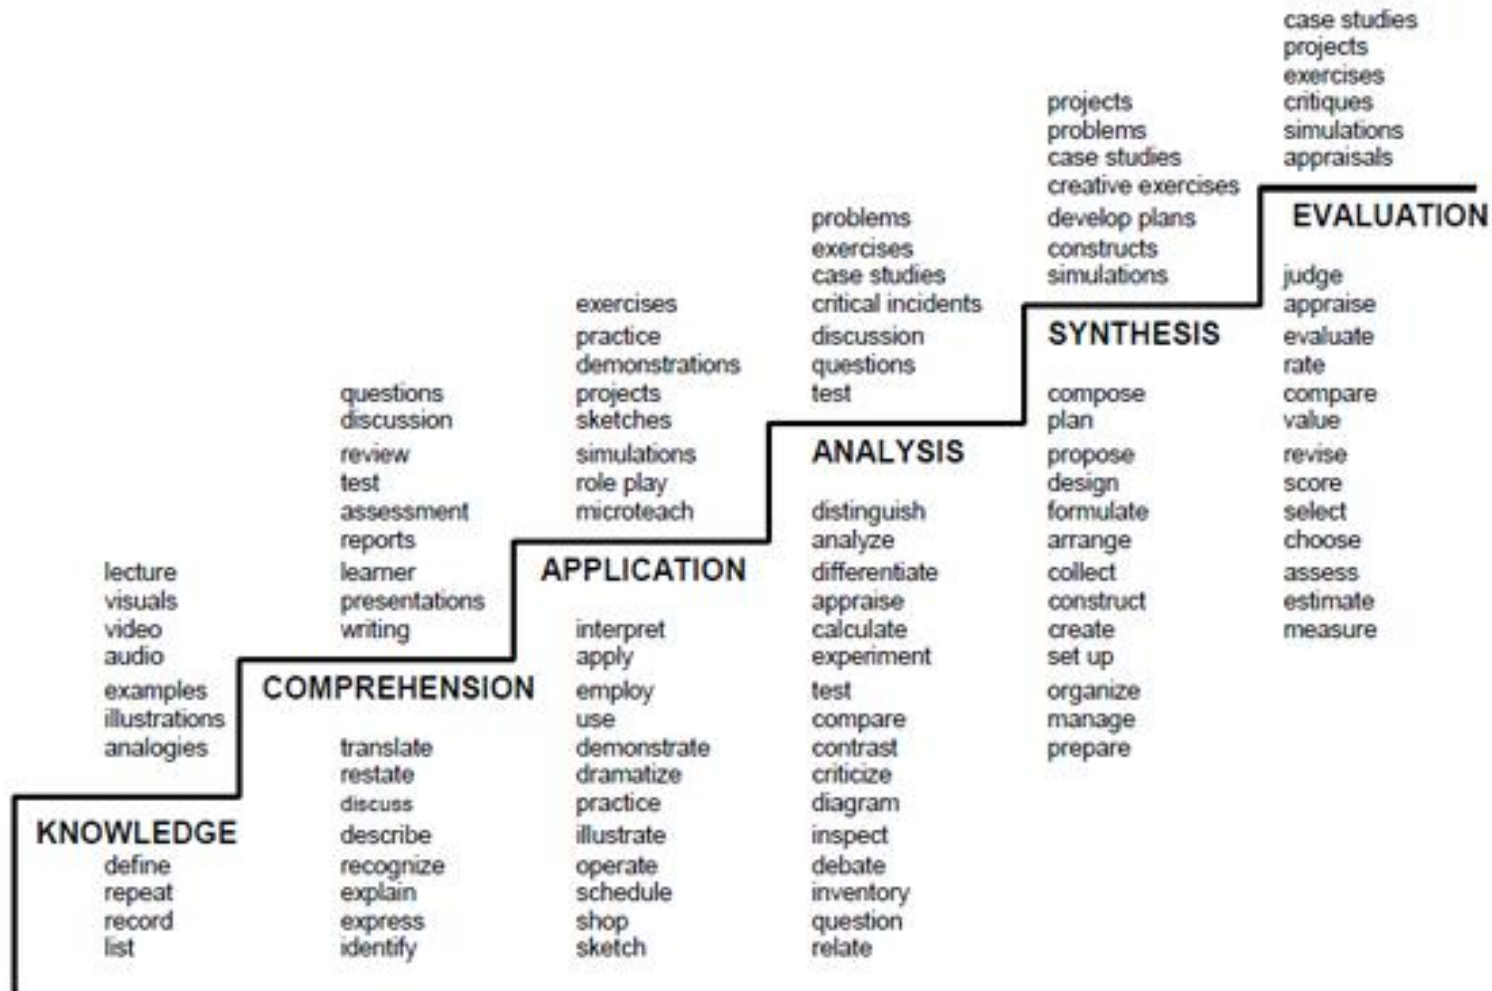 lecture
visuals
video
audio
examples
illustrations
analogies
KNOWLEDGE
define
repeat
record
list
questions
discussion
review
test
assessment
reports
learner
presentations
writing
COMPREHENSION
translate
restate
discuss
describe
recognize
explain
express
identify
exercises
practice
demonstrations
projects
sketches
simulations
role play
microteach
APPLICATION
interpret
apply
employ
use
demonstrate
dramatize
practice
illustrate
operate
schedule
shop
sketch
problems
exercises
case studies
critical incidents
discussion
questions
test
ANALYSIS
distinguish
analyze
differentiate
appraise
calculate
experiment
test
compare
contrast
criticize
diagram
inspect
debate
inventory
question
relate
projects
problems
case studies
creative exercises
develop plans
constructs
simulations
SYNTHESIS
compose
plan
propose
design
formulate
arrange
collect
construct
create
set up
organize
manage
prepare
case studies
projects
exercises
critiques
simulations
appraisals
EVALUATION
judge
appraise
evaluate
rate
compare
value
revise
score
select
choose
assess
estimate
measure